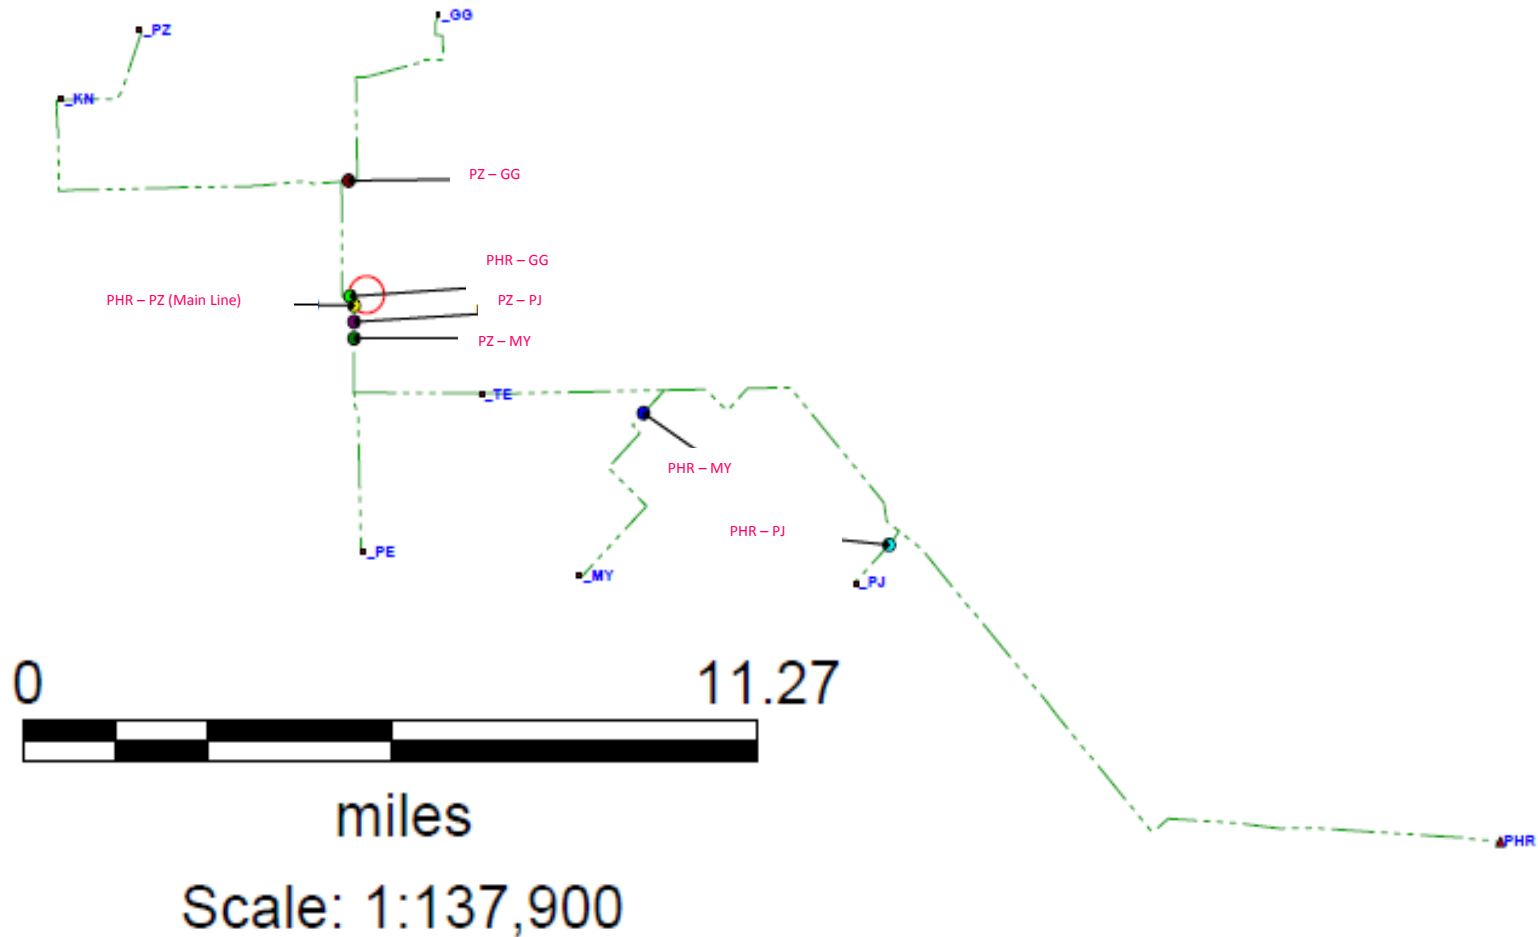 _GG
_PZ
_KN
PZ – GG
PHR – GG
PHR – PZ (Main Line)
PZ – PJ
PZ – MY
_TE
PHR – MY
PHR – PJ
_PE
_MY
_PJ
0
11.27
miles
PHR
Scale: 1:137,900